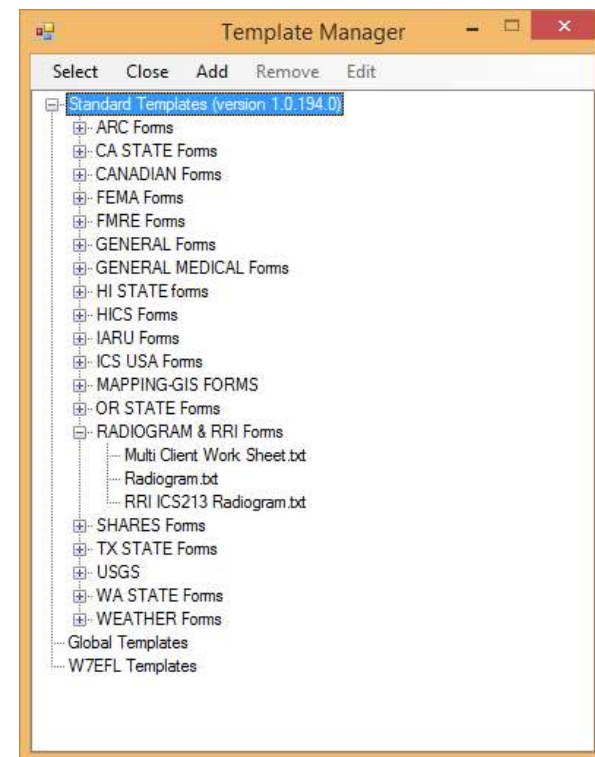 Template Manager
Select Close Add Remove Edit
Standard Templates (version 1.0.194.0)
ARC Forms
CA STATE Forms
CANADIAN Forms
FEMA Forms
FMRE Forms
GENERAL Forms
GENERAL MEDICAL Forms
HI STATE forms
HICS Forms
IARU Forms
ICS USA Forms
MAPPING-GIS FORMS
OR STATE Forms
RADIOGRAM & RRI Forms
Multi Client Work Sheet.txt
Radiogram.txt
RRI ICS213 Radiogram.txt
SHARES Forms
TX STATE Forms
USGS
WA STATE Forms
WEATHER Forms
Global Templates
W7EFL Templates